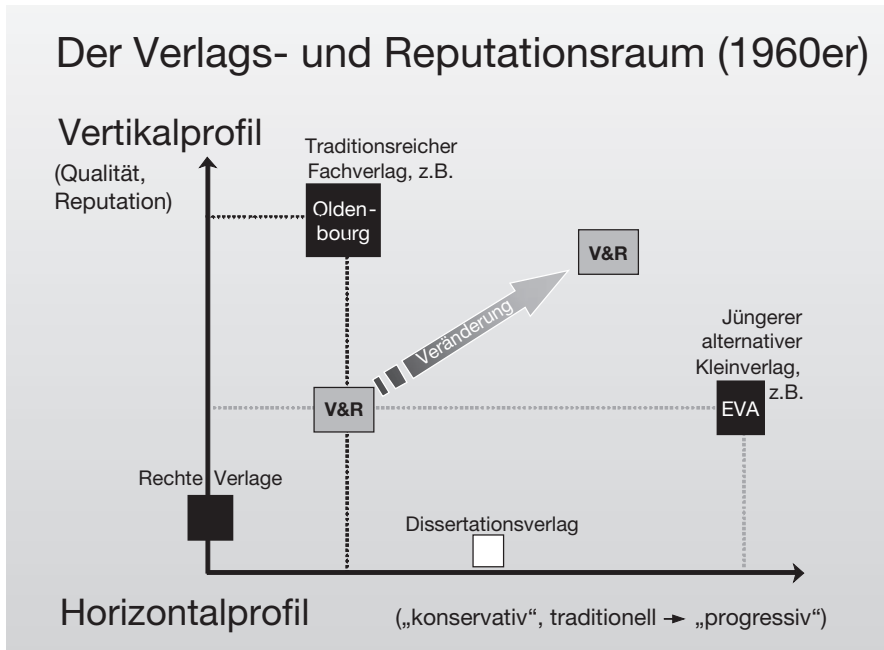 Der Verlags- und Reputationsraum (1960er)
Vertikalprofil
(Qualität,
Reputation)
Traditionsreicher
Fachverlag, z.B.
Olden-
bourg
V&R
Veränderung
Jüngerer
alternativer
Kleinverlag,
z.B.
EVA
V&R
Rechte Verlage
Dissertationsverlag
Horizontalprofil
(„konservativ“, traditionell → „progressiv“)